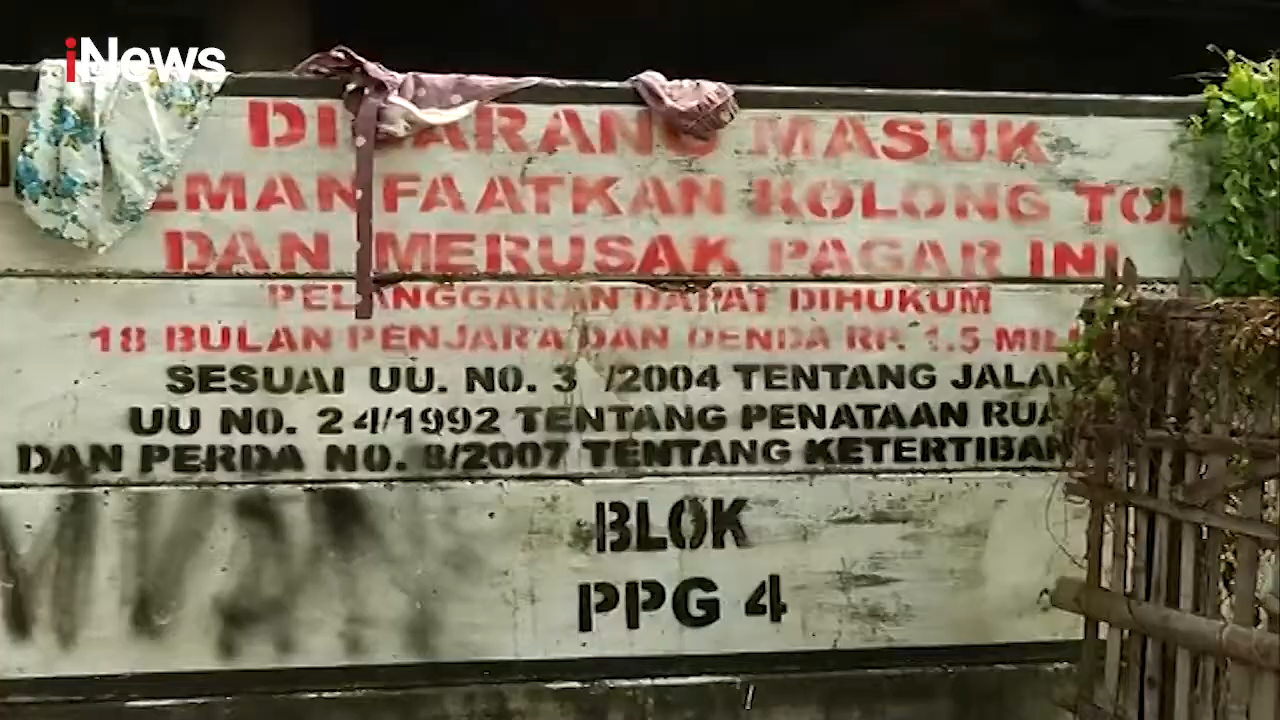 iNews
DILARANG MASUK
EMANFAATKAN KOLONG TOL
DAN MERUSAK PAGAR INI
PELANGGARAN DAPAT DIHUKUM
18 BULAN PENJARA DAN DENDA RP. 1.5 MILI
SESUAI UU. NO. 3 /2004 TENTANG JALAN
UU NO. 24/1992 TENTANG PENATAAN RUA
DAN PERDA NO. 8/2007 TENTANG KETERTIBAN
BLOK
PPG 4